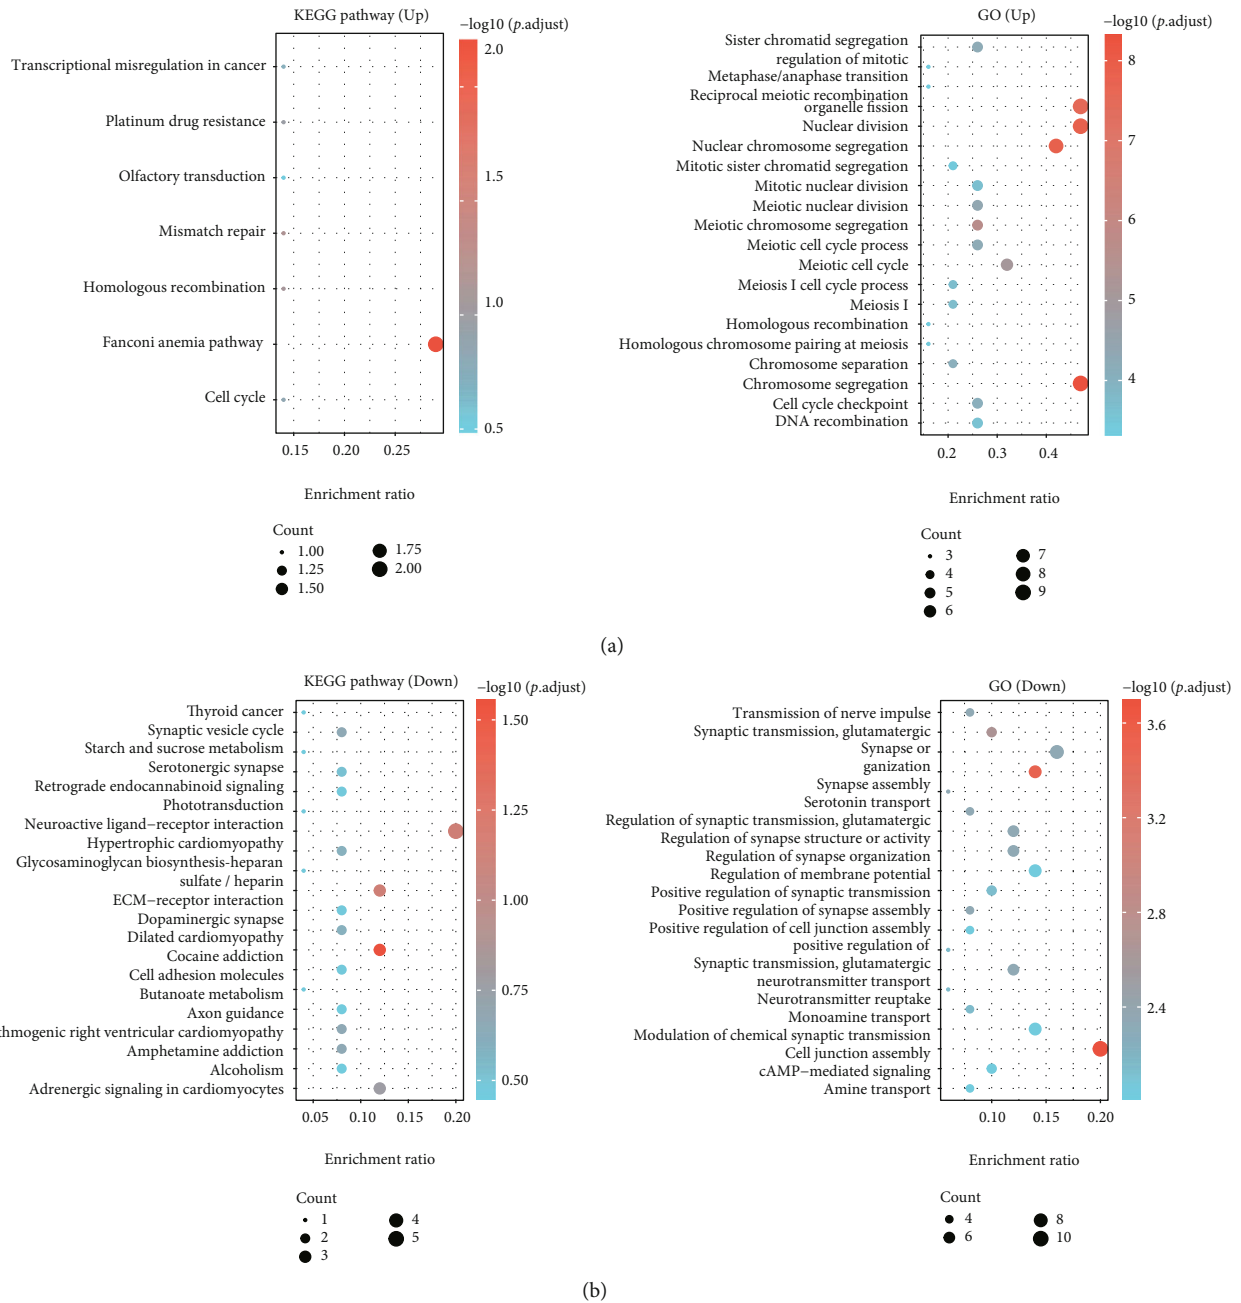 KEGG pathway (Up)
−log10 (p.adjust)
Transcriptional misregulation in cancer
Platinum drug resistance
Olfactory transduction
Mismatch repair
Homologous recombination
Fanconi anemia pathway
Cell cycle
2.0
1.5
1.0
0.5
0.15 0.20 0.25
Enrichment ratio
Count
1.00
1.25
1.50
1.75
2.00
GO (Up)
−log10 (p.adjust)
Sister chromatid segregation
regulation of mitotic
Metaphase/anaphase transition
Reciprocal meiotic recombination
organelle fission
Nuclear division
Nuclear chromosome segregation
Mitotic sister chromatid segregation
Mitotic nuclear division
Meiotic nuclear division
Meiotic chromosome segregation
Meiotic cell cycle process
Meiotic cell cycle
Meiosis I cell cycle process
Meiosis I
Homologous recombination
Homologous chromosome pairing at meiosis
Chromosome separation
Chromosome segregation
Cell cycle checkpoint
DNA recombination
8
7
6
5
4
0.2 0.3 0.4
Enrichment ratio
Count
3
4
5
6
7
8
9
(a)
KEGG pathway (Down)
−log10 (p.adjust)
Thyroid cancer
Synaptic vesicle cycle
Starch and sucrose metabolism
Serotonergic synapse
Retrograde endocannabinoid signaling
Phototransduction
Neuroactive ligand−receptor interaction
Hypertrophic cardiomyopathy
Glycosaminoglycan biosynthesis-heparan
sulfate / heparin
ECM−receptor interaction
Dopaminergic synapse
Dilated cardiomyopathy
Cocaine addiction
Cell adhesion molecules
Butanoate metabolism
Axon guidance
thmogenic right ventricular cardiomyopathy
Amphetamine addiction
Alcoholism
Adrenergic signaling in cardiomyocytes
1.50
1.25
1.00
0.75
0.50
0.05 0.10 0.15 0.20
Enrichment ratio
Count
1
2
3
4
5
GO (Down)
−log10 (p.adjust)
Transmission of nerve impulse
Synaptic transmission, glutamatergic
Synapse or
ganization
Synapse assembly
Serotonin transport
Regulation of synaptic transmission, glutamatergic
Regulation of synapse structure or activity
Regulation of synapse organization
Regulation of membrane potential
Positive regulation of synaptic transmission
Positive regulation of synapse assembly
Positive regulation of cell junction assembly
positive regulation of
Synaptic transmission, glutamatergic
neurotransmitter transport
Neurotransmitter reuptake
Monoamine transport
Modulation of chemical synaptic transmission
Cell junction assembly
cAMP−mediated signaling
Amine transport
3.6
3.2
2.8
2.4
0.10 0.15 0.20
Enrichment ratio
Count
4
6
8
10
(b)